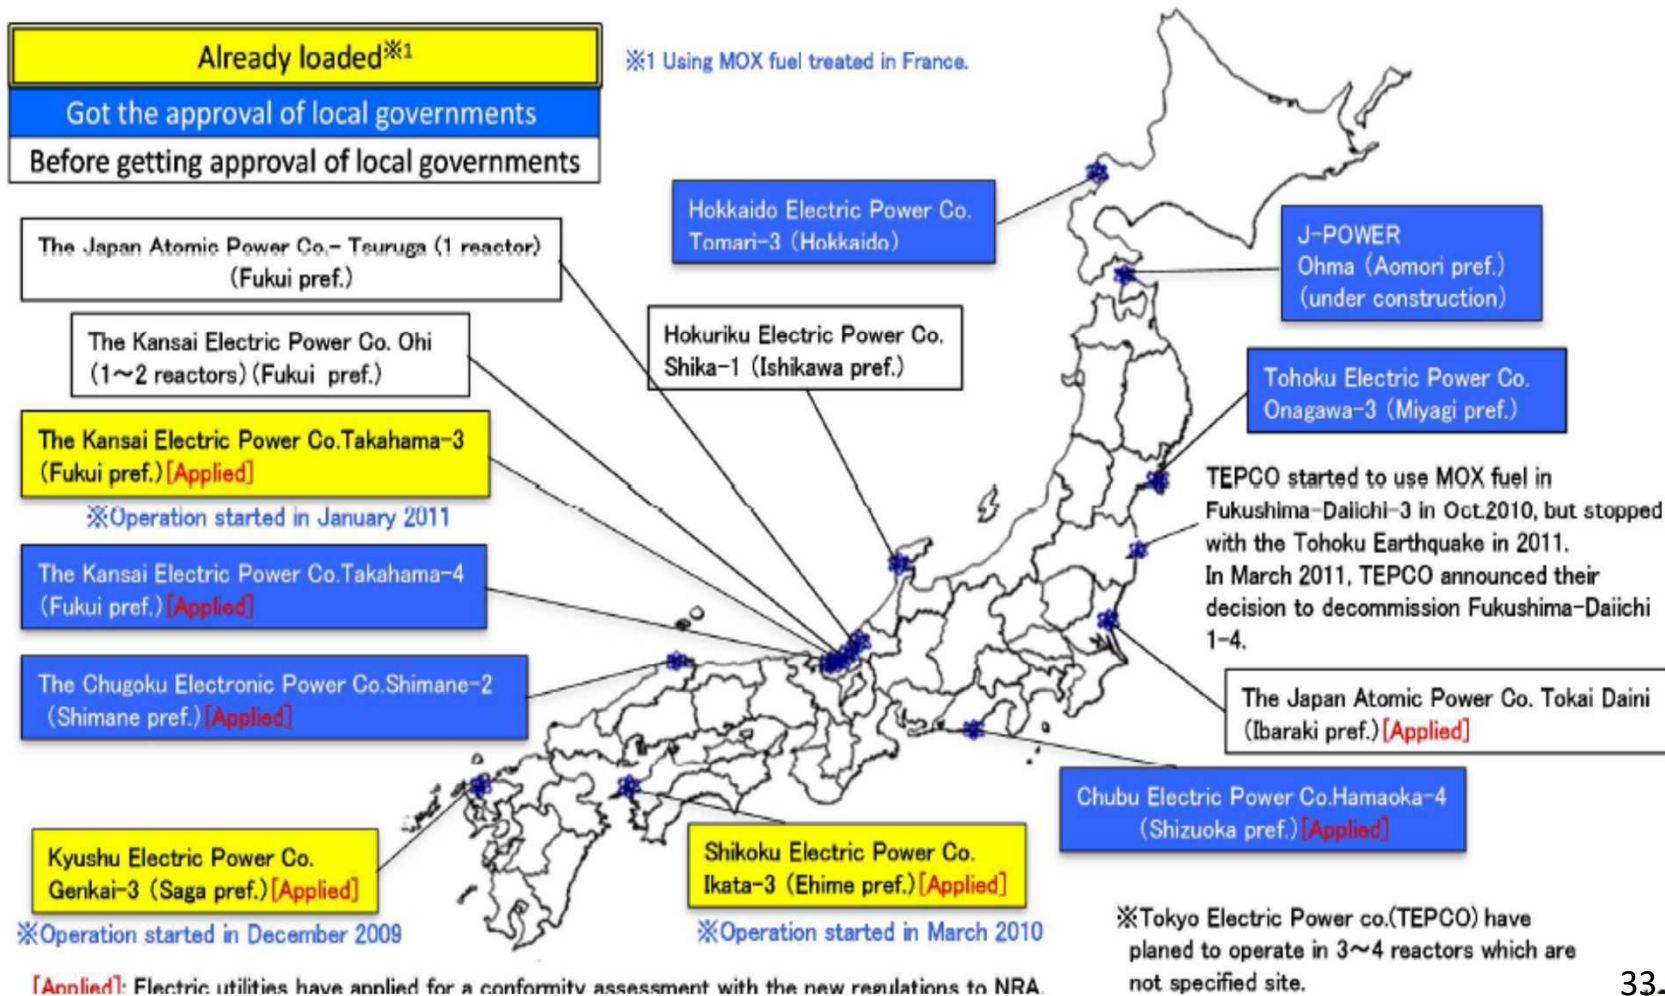 Already loaded※1
Got the approval of local governments
Before getting approval of local governments
※1 Using MOX fuel treated in France.
Hokkaido Electric Power Co.
Tomari-3 (Hokkaido)
J-POWER
Ohma (Aomori pref.)
(under construction)
The Japan Atomic Power Co.- Tsuruga (1 reactor)
(Fukui pref.)
The Kansai Electric Power Co. Ohi
(1~2 reactors) (Fukui pref.)
Hokuriku Electric Power Co.
Shika-1 (Ishikawa pref.)
Tohoku Electric Power Co.
Onagawa-3 (Miyagi pref.)
The Kansai Electric Power Co.Takahama-3
(Fukui pref.) [Applied]
※Operation started in January 2011
TEPCO started to use MOX fuel in
Fukushima-Daiichi-3 in Oct.2010, but stopped
with the Tohoku Earthquake in 2011.
In March 2011, TEPCO announced their
decision to decommission Fukushima-Daiichi
1-4.
The Kansai Electric Power Co.Takahama-4
(Fukui pref.) [Applied]
The Chugoku Electronic Power Co.Shimane-2
(Shimane pref.) [Applied]
The Japan Atomic Power Co. Tokai Daini
(Ibaraki pref.) [Applied]
Chubu Electric Power Co.Hamaoka-4
(Shizuoka pref.) [Applied]
Kyushu Electric Power Co.
Genkai-3 (Saga pref.) [Applied]
※Operation started in December 2009
Shikoku Electric Power Co.
Ikata-3 (Ehime pref.) [Applied]
※Operation started in March 2010
※Tokyo Electric Power co.(TEPCO) have
planed to operate in 3~4 reactors which are
not specified site.
[Applied]: Electric utilities have applied for a conformity assessment with the new regulations to NRA.
33